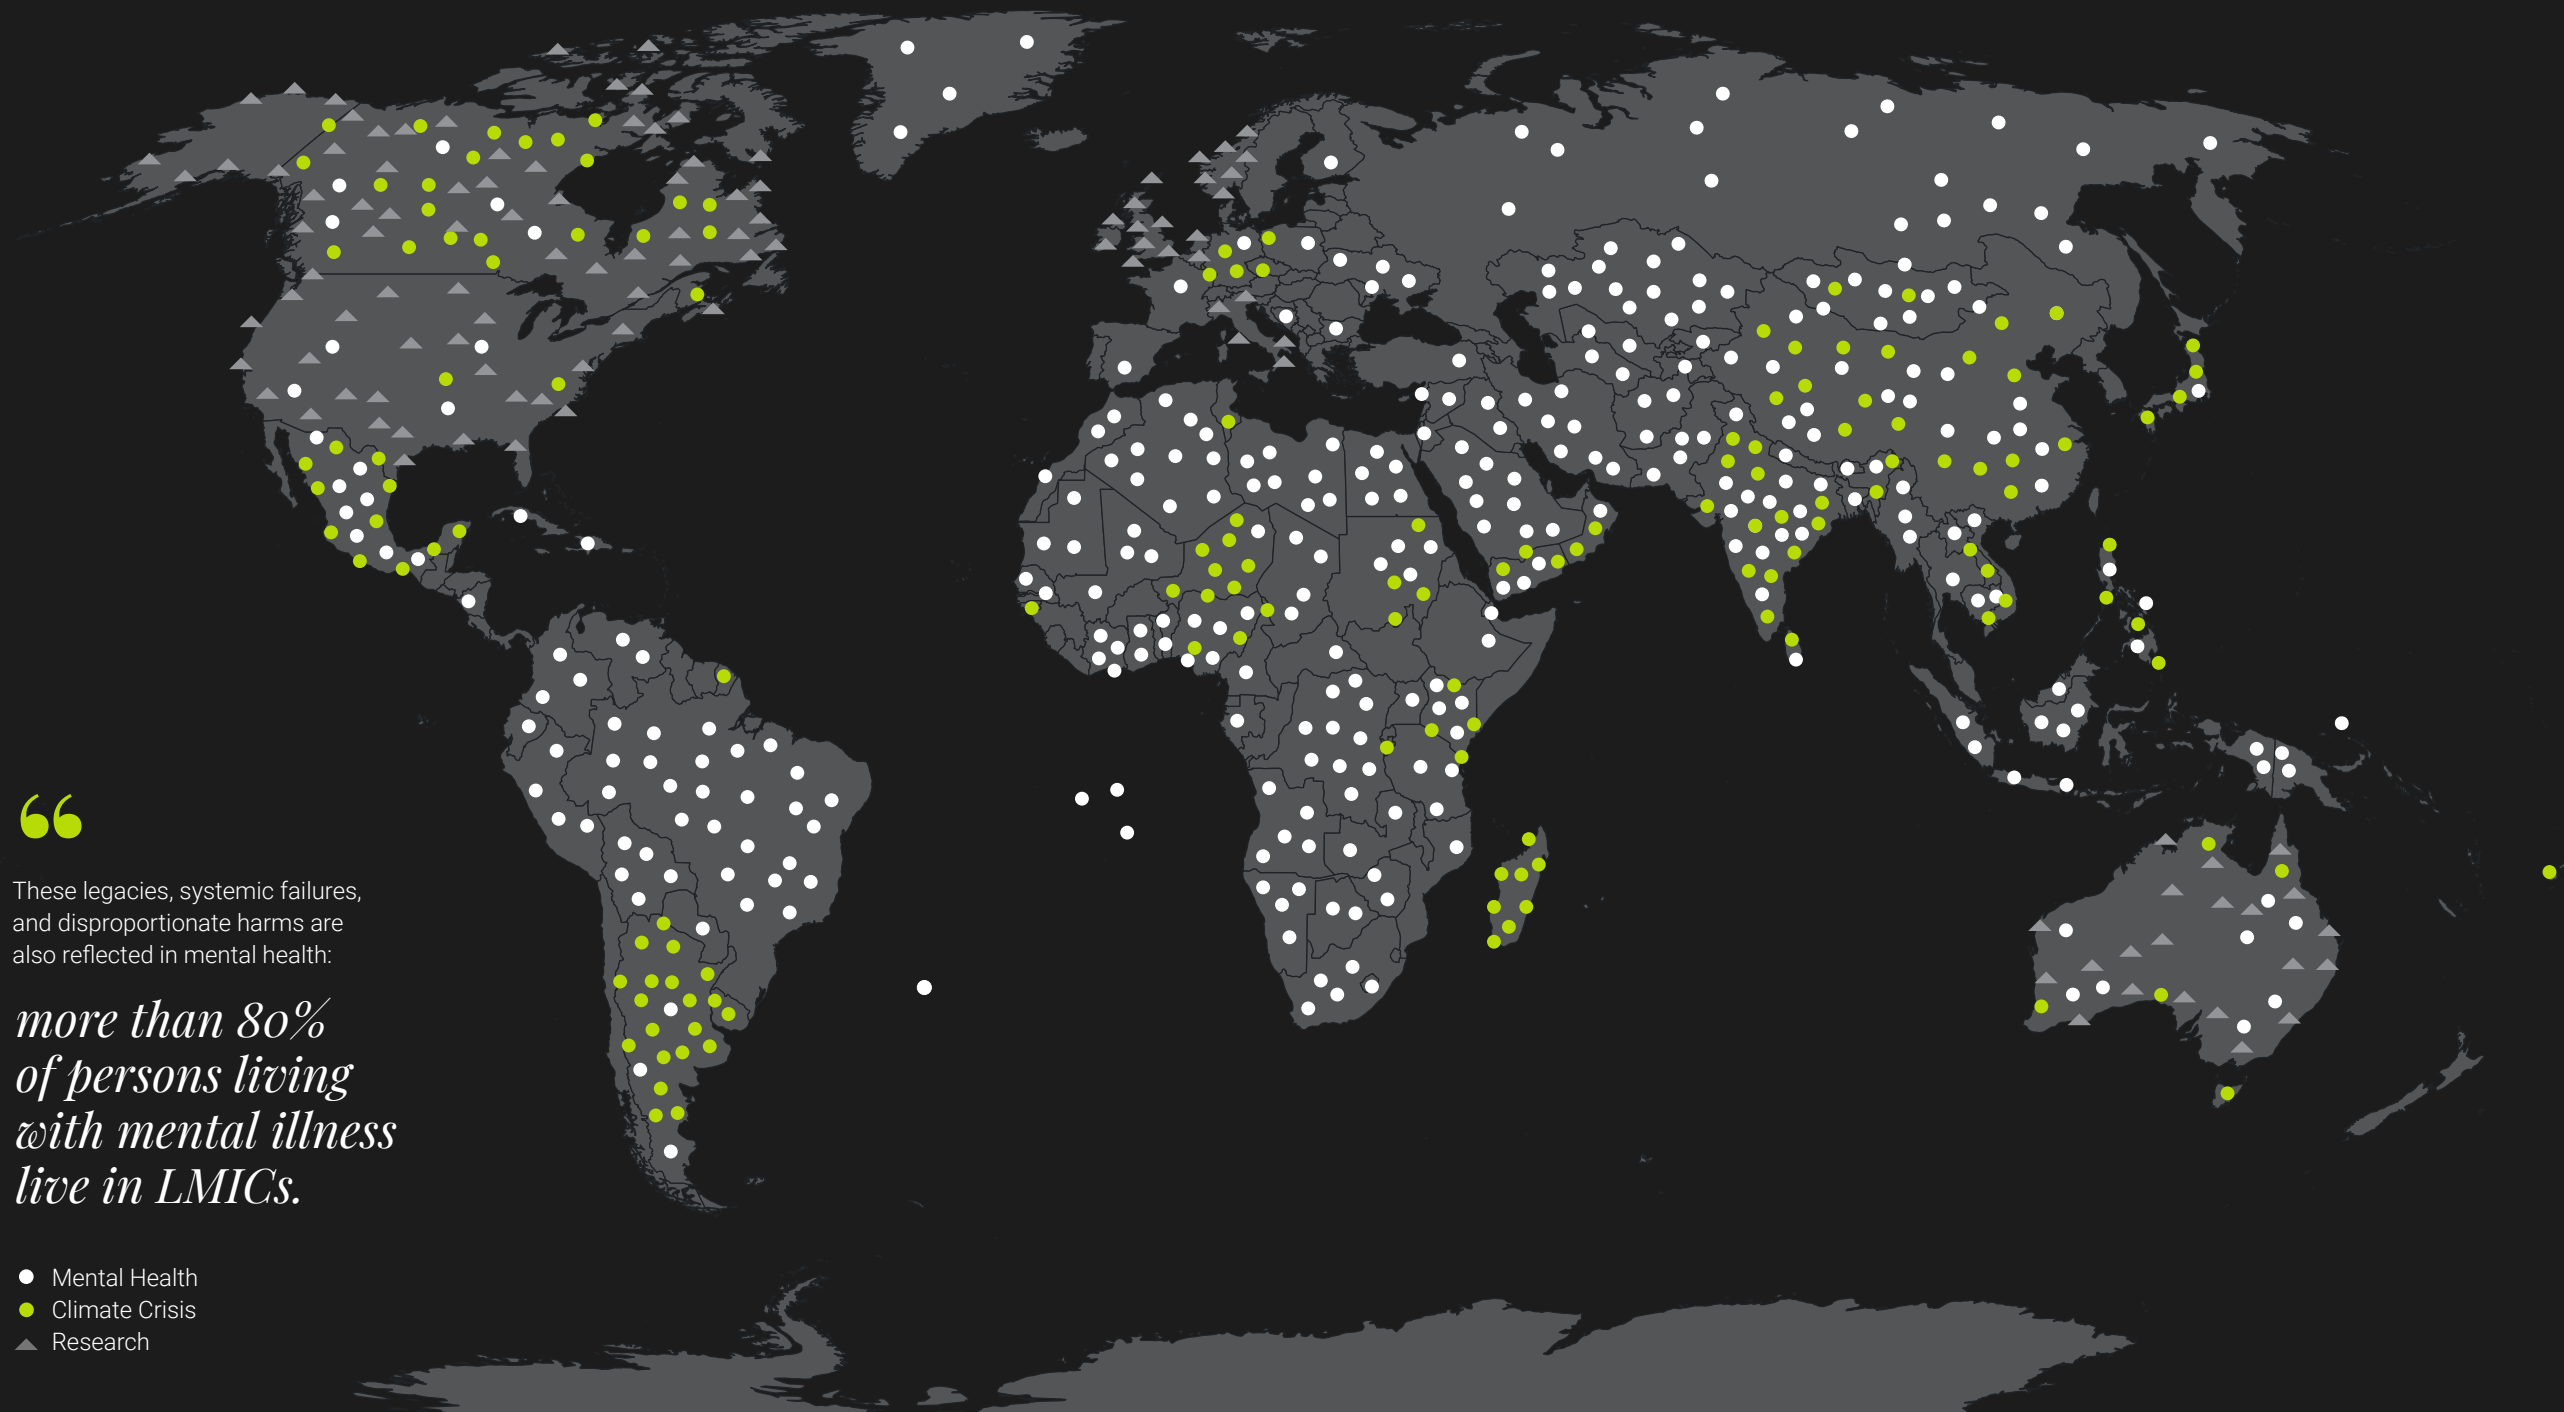 “
These legacies, systemic failures,
and disproportionate harms are
also reflected in mental health:
more than 80%
of persons living
with mental illness
live in LMICs.
Mental Health
Climate Crisis
Research